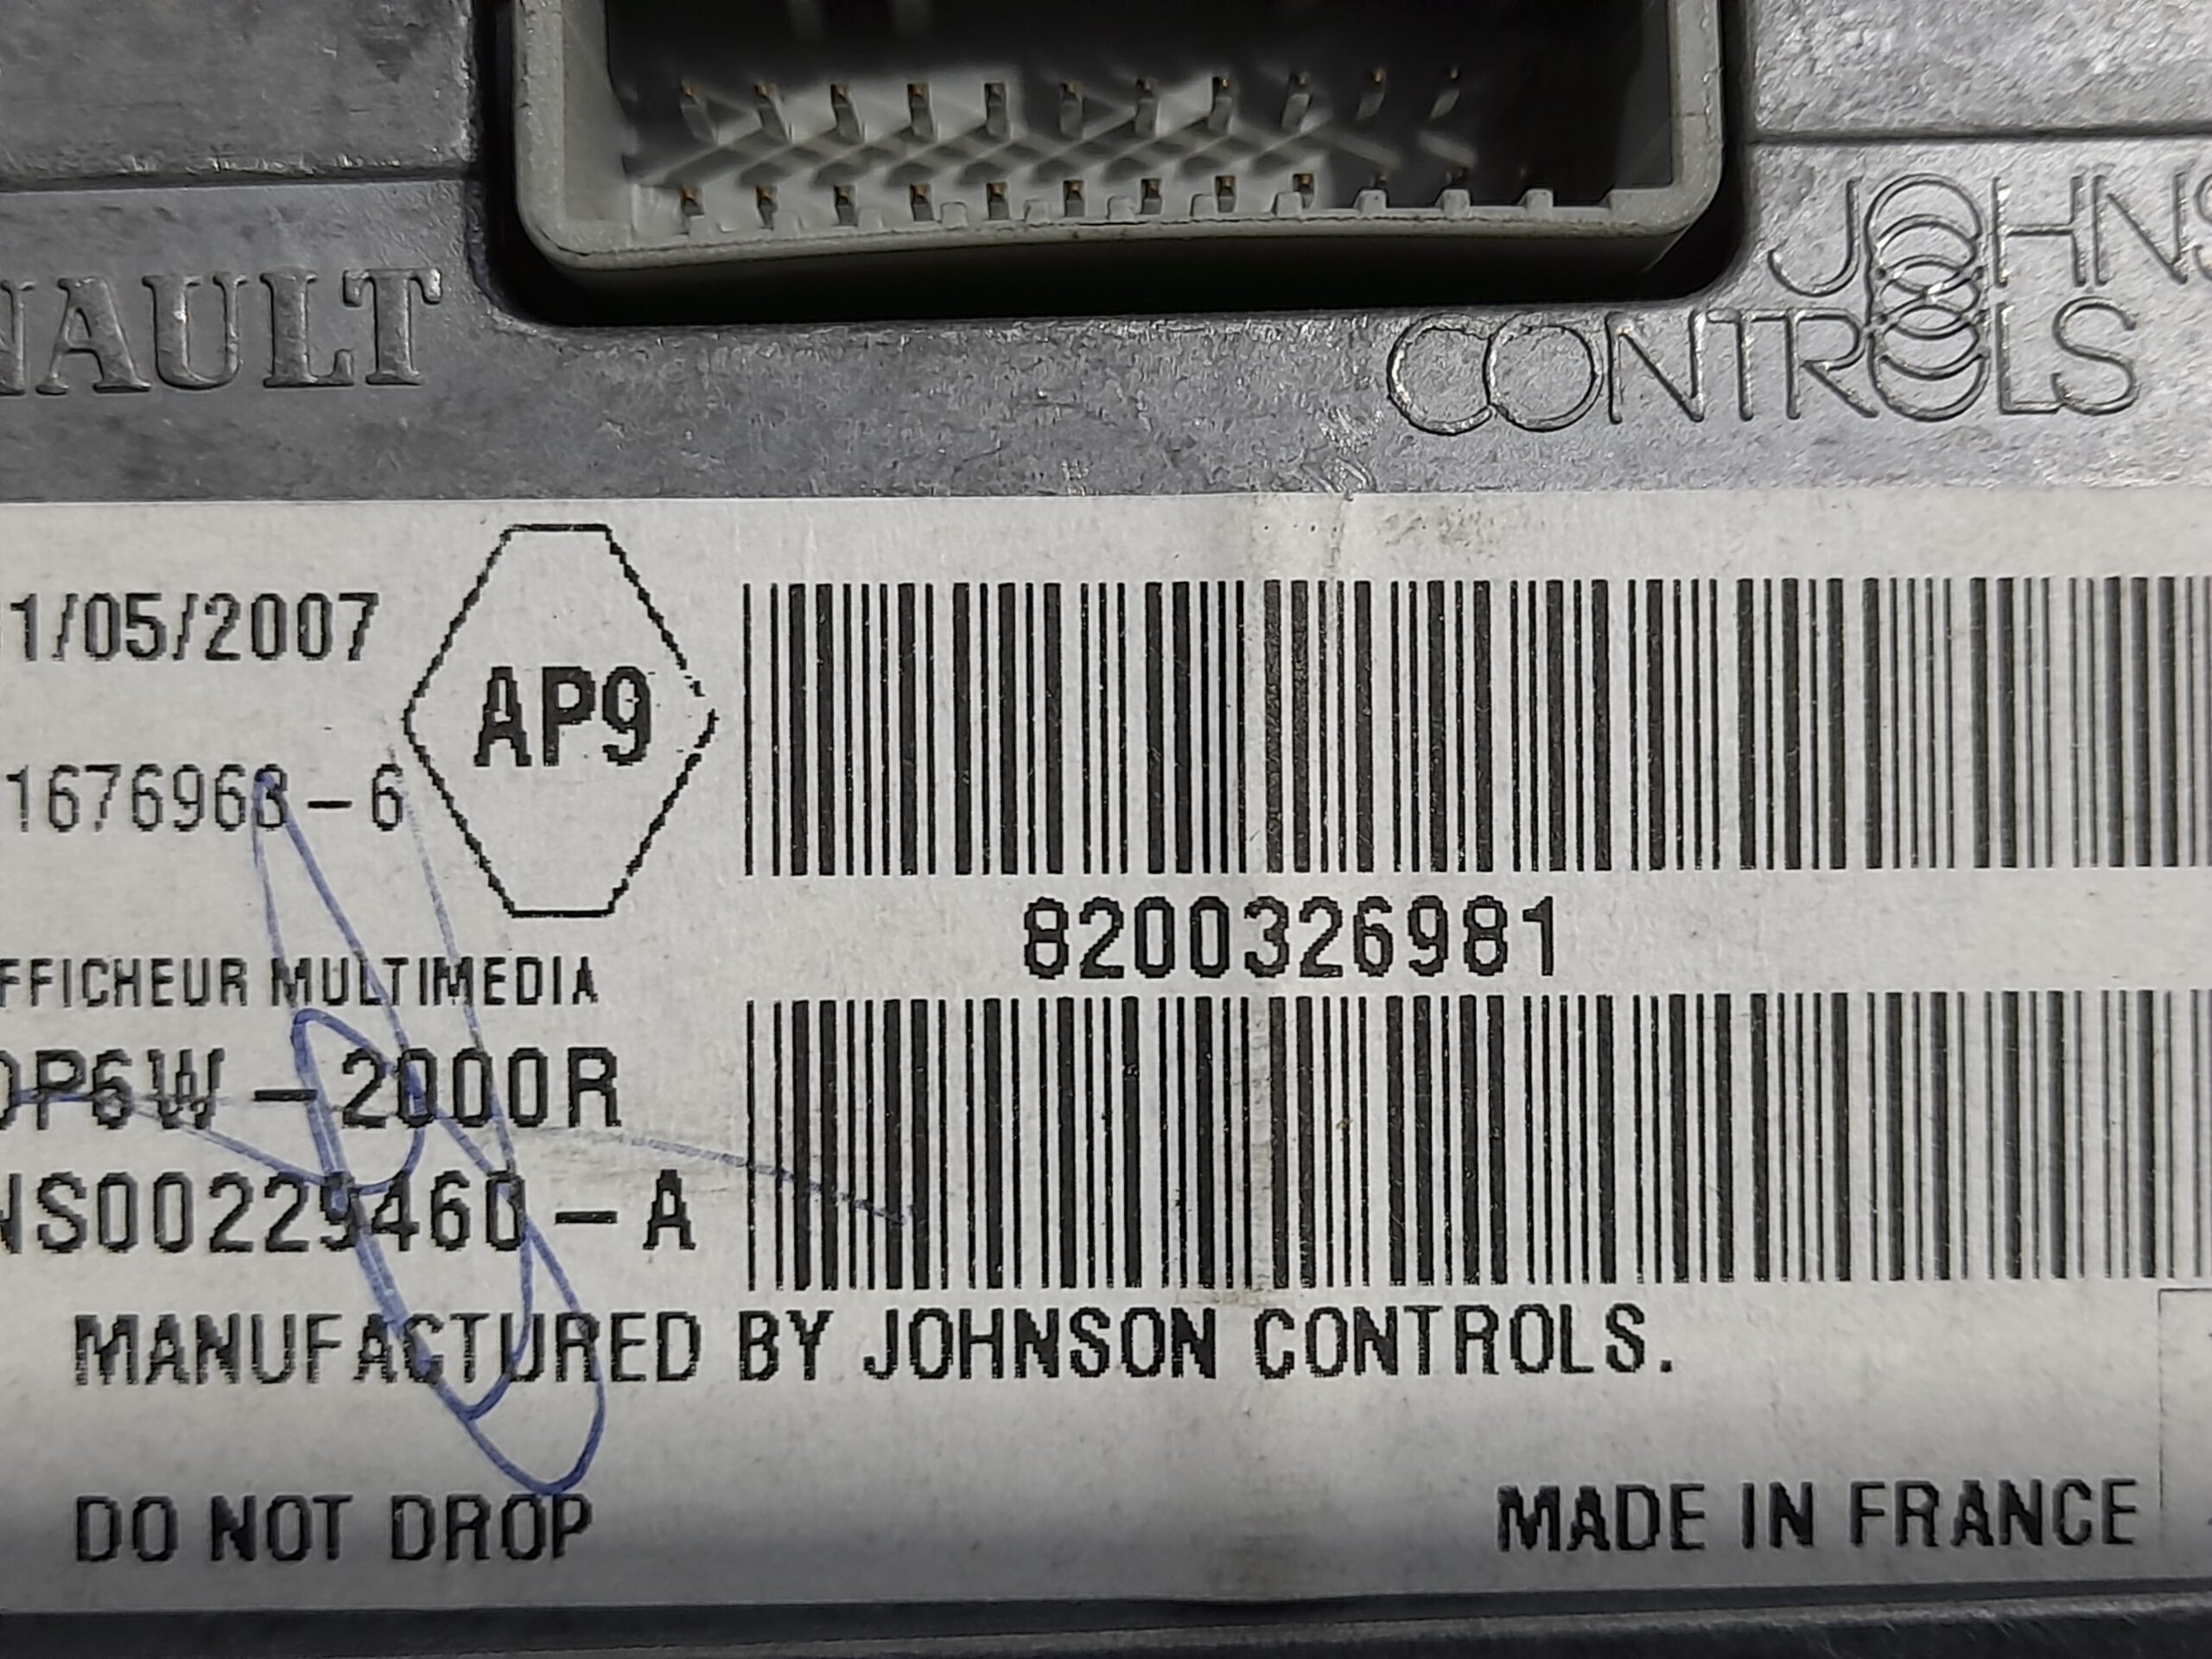 NAULT
JOHNS
CONTROLS
1/05/2007
AP9
1676963-6
8200326981
FFICHEUR MULTIMEDIA
DP6W-2000R
NS00229460-A
MANUFACTURED BY JOHNSON CONTROLS.
DO NOT DROP
MADE IN FRANCE